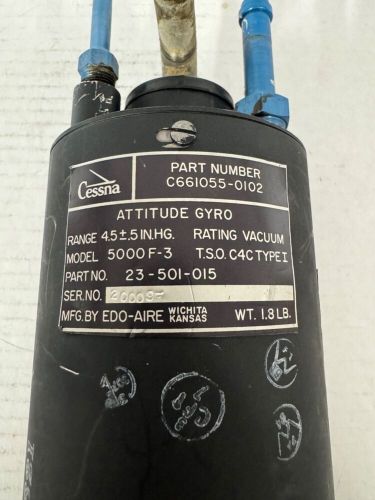 Cessna
PART NUMBER
C661055-0102
ATTITUDE GYRO
RANGE 4.5±.5 IN.HG. RATING VACUUM
MODEL 5000 F-3 T.S.O. C4C TYPE I
PART NO. 23-501-015
SER. NO.
MFG. BY EDO-AIRE WICHITA KANSAS WT. 1.8 LB.